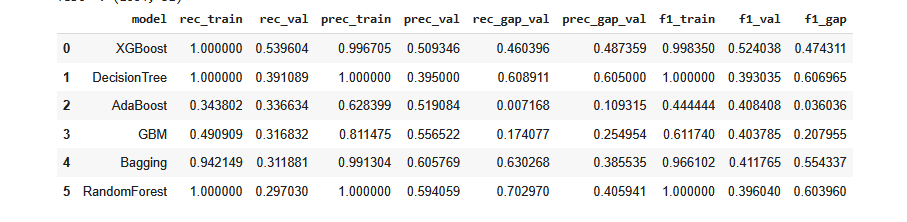 model rec_train rec_val prec_train prec_val rec_gap_val prec_gap_val f1_train f1_val f1_gap
0 XGBoost 1.000000 0.539604 0.996705 0.509346 0.460396 0.487359 0.998350 0.524038 0.474311
1 DecisionTree 1.000000 0.391089 1.000000 0.395000 0.608911 0.605000 1.000000 0.393035 0.606965
2 AdaBoost 0.343802 0.336634 0.628399 0.519084 0.007168 0.109315 0.444444 0.408408 0.036036
3 GBM 0.490909 0.316832 0.811475 0.556522 0.174077 0.254954 0.611740 0.403785 0.207955
4 Bagging 0.942149 0.311881 0.991304 0.605769 0.630268 0.385535 0.966102 0.411765 0.554337
5 RandomForest 1.000000 0.297030 1.000000 0.594059 0.702970 0.405941 1.000000 0.396040 0.603960